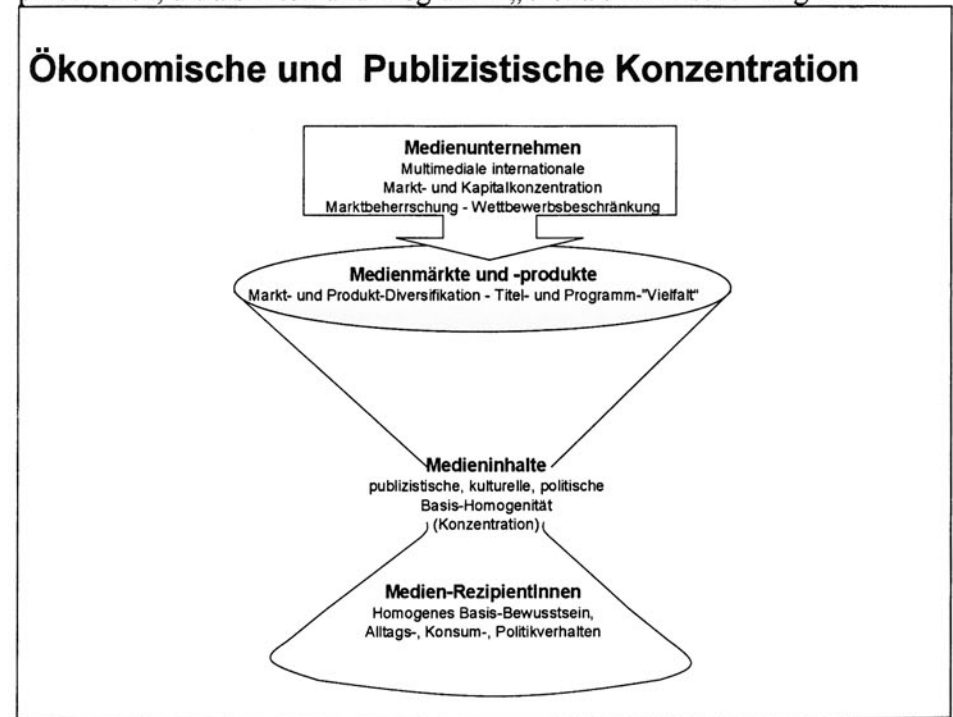 Ökonomische und Publizistische Konzentration
Medienunternehmen
Multimediale internationale
Markt- und Kapitalkonzentration
Marktbeherrschung - Wettbewerbsbeschränkung
Medienmärkte und -produkte
Markt- und Produkt-Diversifikation - Titel- und Programm-"Vielfalt"
Medieninhalte
publizistische, kulturelle, politische
Basis-Homogenität
(Konzentration)
Medien-RezipientInnen
Homogenes Basis-Bewusstsein,
Alltags-, Konsum-, Politikverhalten